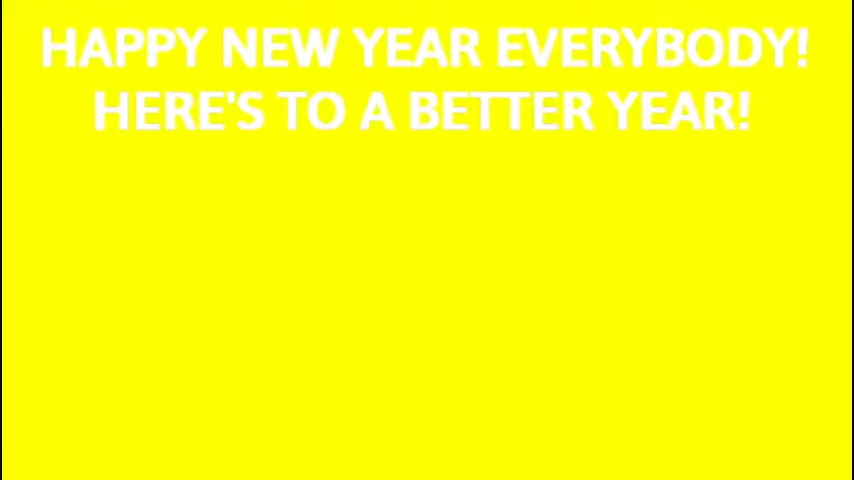 HAPPY NEW YEAR EVERYBODY!
HERE'S TO A BETTER YEAR!